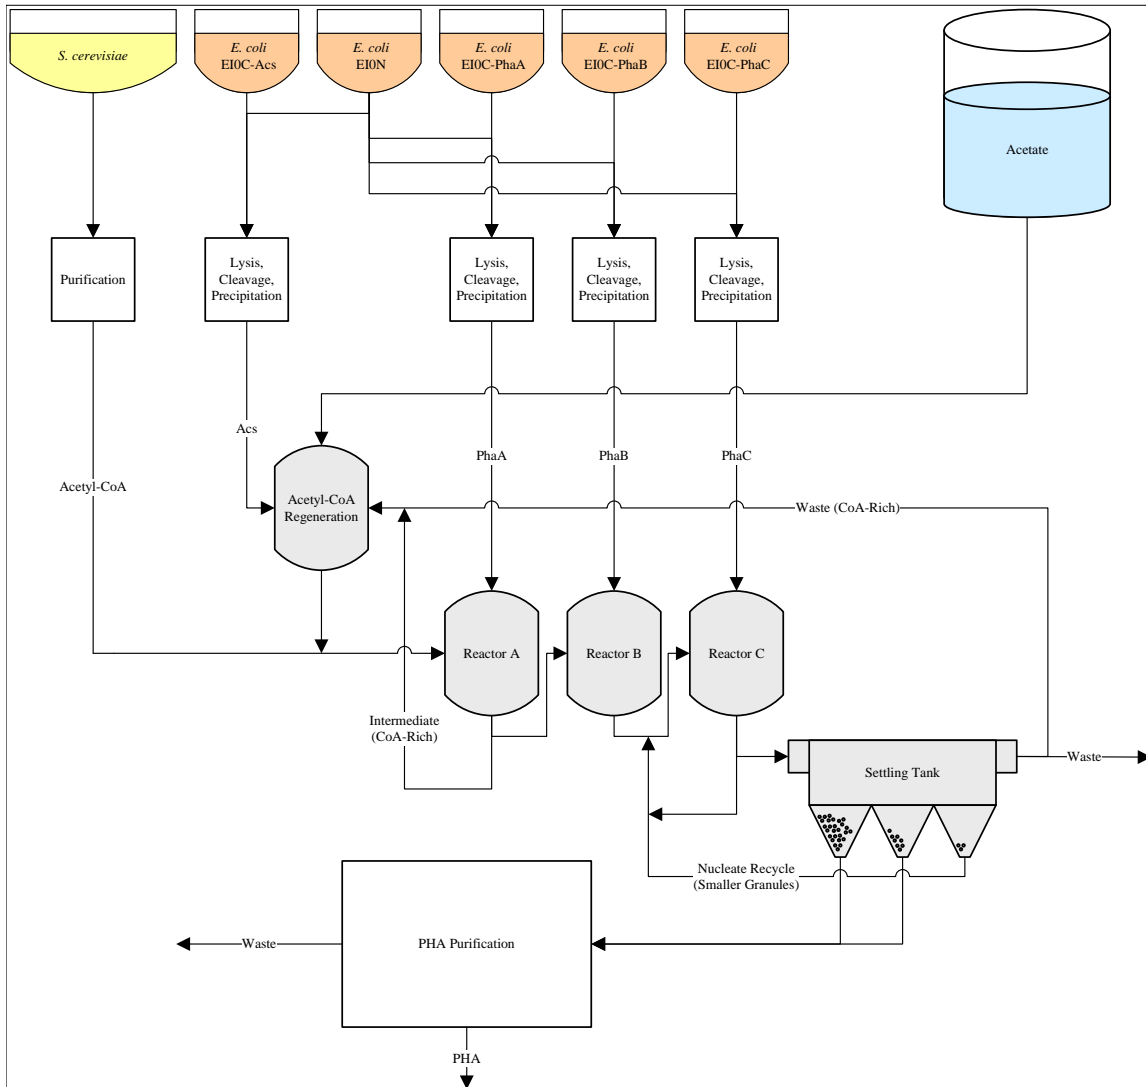 S. cerevisiae
E. coli
EI0C-Acs
E. coli
EI0N
E. coli
EI0C-PhaA
E. coli
EI0C-PhaB
E. coli
EI0C-PhaC
Acetate
Purification
Lysis,
Cleavage,
Precipitation
Lysis,
Cleavage,
Precipitation
Lysis,
Cleavage,
Precipitation
Lysis,
Cleavage,
Precipitation
Acs
PhaA
PhaB
PhaC
Acetyl-CoA
Acetyl-CoA
Regeneration
Waste (CoA-Rich)
Reactor A
Reactor B
Reactor C
Intermediate
(CoA-Rich)
Settling Tank
Waste
Nucleate Recycle
(Smaller Granules)
Waste
PHA Purification
PHA